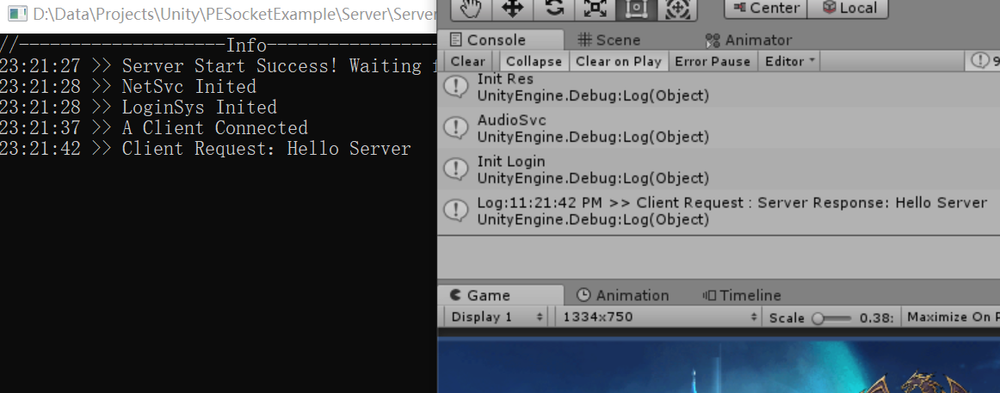 D:\Data\Projects\Unity\PESocketExample\Server\Server
//--------------------Info-----------------
23:21:27 >> Server Start Success! Waiting
23:21:28 >> NetSvc Inited
23:21:28 >> LoginSys Inited
23:21:37 >> A Client Connected
23:21:42 >> Client Request: Hello Server
Center Local
Console Scene Animator
Clear Collapse Clear on Play Error Pause Editor 9
Init Res
UnityEngine.Debug:Log(Object)
AudioSvc
UnityEngine.Debug:Log(Object)
Init Login
UnityEngine.Debug:Log(Object)
Log:11:21:42 PM >> Client Request : Server Response: Hello Server
UnityEngine.Debug:Log(Object)
Game Animation Timeline
Display 1 1334x750 Scale 0.38: Maximize On